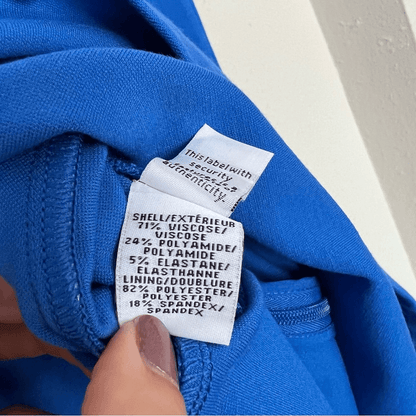 This label with
security
authenticity.
SHELL/EXTÉRIEUR
71% VISCOSE/
VISCOSE
24% POLYAMIDE/
POLYAMIDE
5% ELASTANE/
ELASTHANNE
LINING/DOUBLURE
82% POLYESTER/
POLYESTER
18% SPANDEX/
SPANDEX